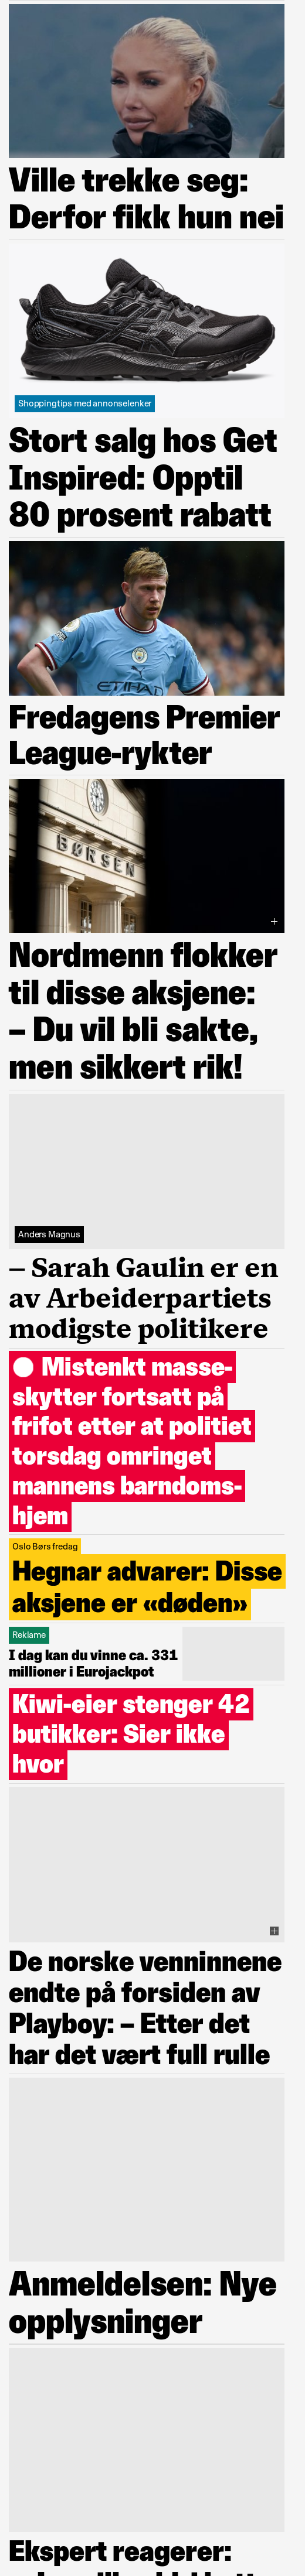 Ville trekke seg:
Derfor fikk hun nei
Shoppingtips med annonselenker
Stort salg hos Get
Inspired: Opptil
80 prosent rabatt
ETIHAD
Fredagens Premier
League-rykter
BØRSEN
Nordmenn flokker
til disse aksjene:
– Du vil bli søkte,
men sikkert rik!
Anders Magnus
– Sarah Gaulin er en
av Arbeiderpartiets
modigste politikere
Mistenkt masse-
skytter fortsatt på
frifot etter at politiet
torsdag omringet
mannens barndoms-
hjem
Oslo Børs fredag
Hegnar advarer: Disse
aksjene er «døden»
Reklame
I dag kan du vinne ca. 331
millioner i Eurojackpot
Kiwi-eier stenger 42
butikker: Sier ikke
hvor
De norske venninnene
endte på forsiden av
Playboy: – Etter det
har det vært full rulle
Anmeldelsen: Nye
opplysninger
Ekspert reagerer: